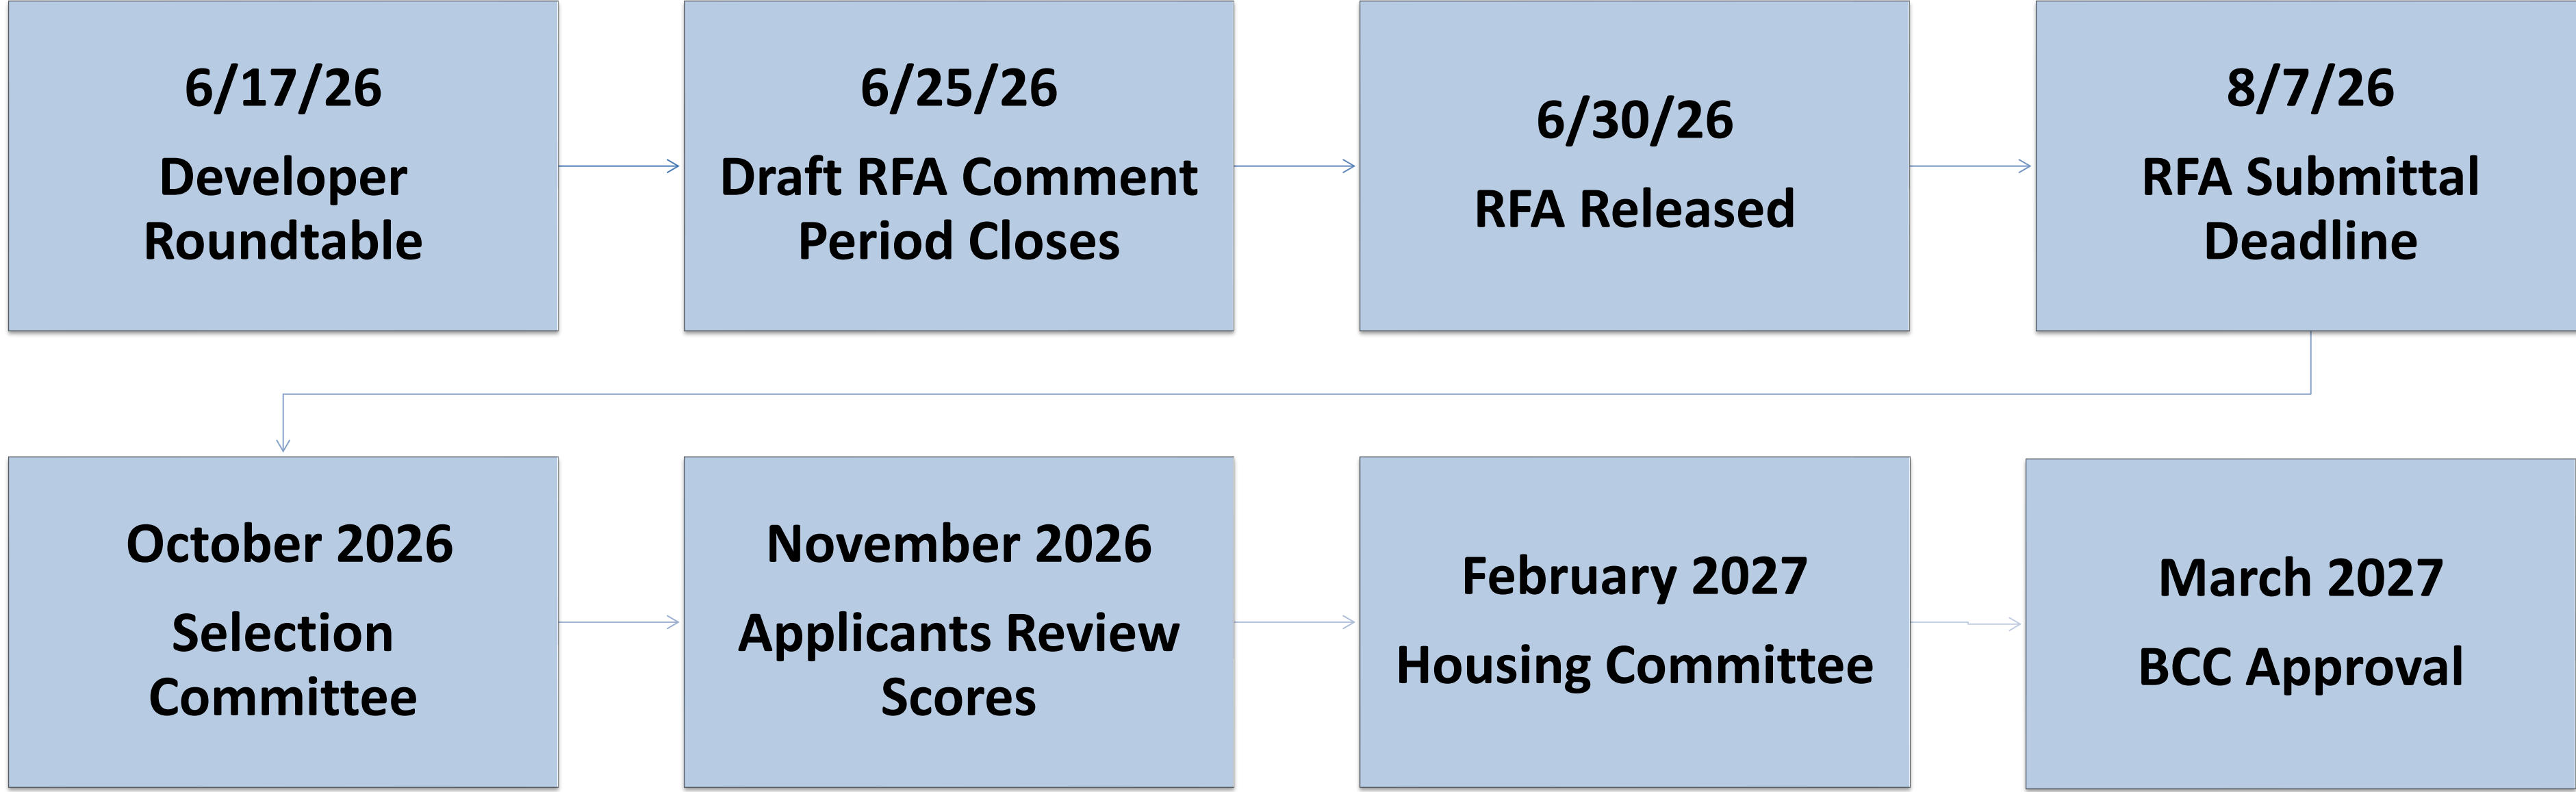 6/17/26
Developer
Roundtable
6/25/26
Draft RFA Comment
Period Closes
6/30/26
RFA Released
8/7/26
RFA Submittal
Deadline
October 2026
Selection
Committee
November 2026
Applicants Review
Scores
February 2027
Housing Committee
March 2027
BCC Approval